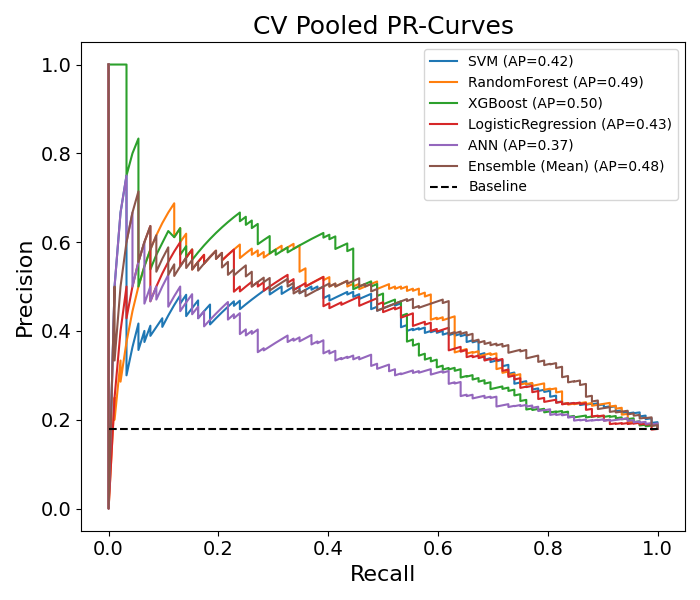 CV Pooled PR-Curves
SVM (AP=0.42)
RandomForest (AP=0.49)
XGBoost (AP=0.50)
LogisticRegression (AP=0.43)
ANN (AP=0.37)
Ensemble (Mean) (AP=0.48)
Baseline
Precision
1.0
0.8
0.6
0.4
0.2
0.0
0.0 0.2 0.4 0.6 0.8 1.0
Recall